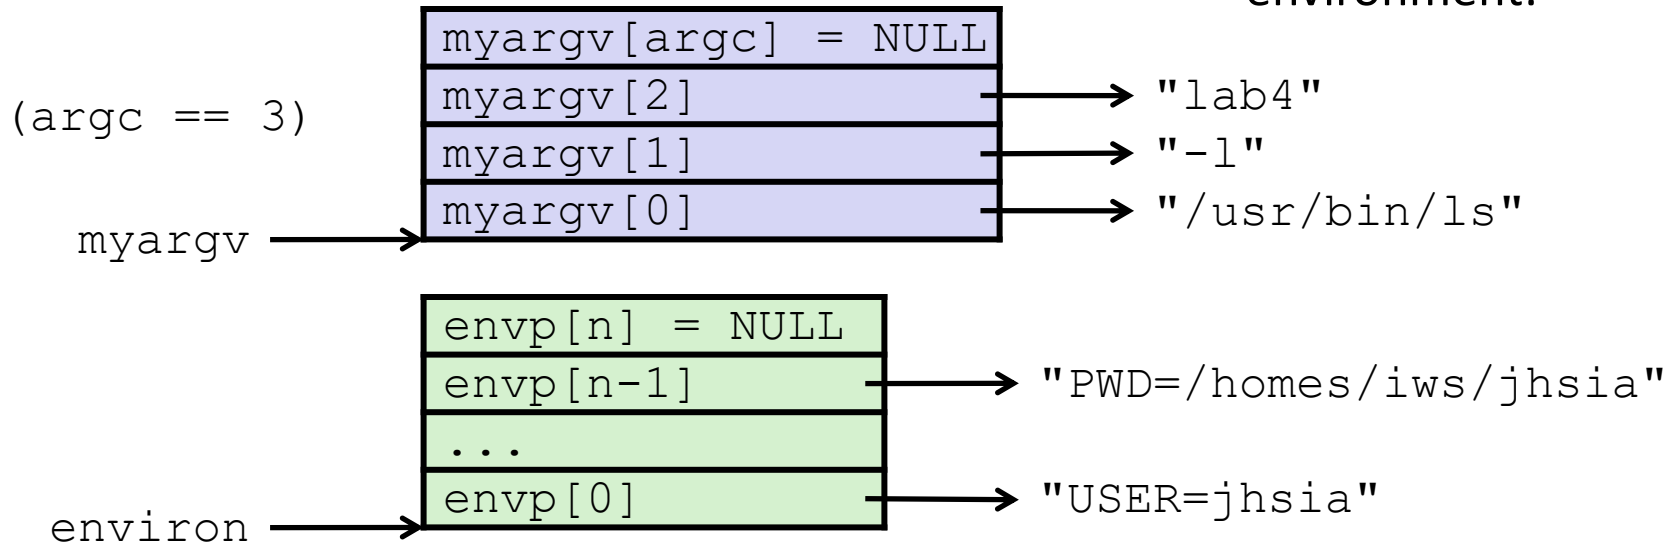 environment.
myargv[argc] = NULL
(argc == 3)
myargv[2]
"lab4"
myargv[1]
"-l"
myargv[0]
"/usr/bin/ls"
myargv
envp[n] = NULL
envp[n-1]
"PWD=/homes/iws/jhsia"
...
envp[0]
"USER=jhsia"
environ